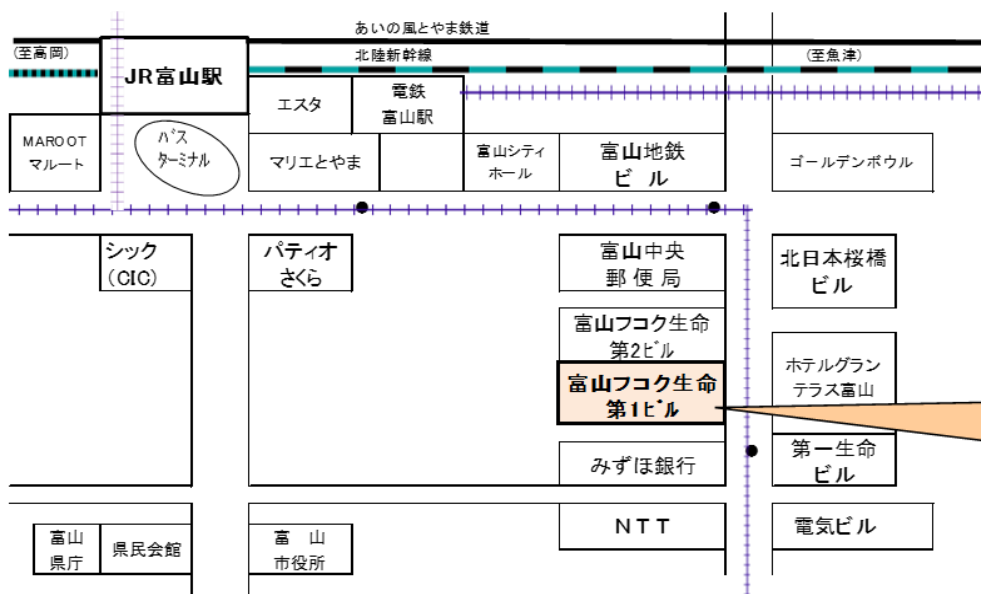 あいの風とやま鉄道
(至高岡)
北陸新幹線
(至魚津)
JR富山駅
エスタ
電鉄
富山駅
MAROOT
マルート
バス
ターミナル
マリエとやま
富山シティ
ホール
富山地鉄
ビル
ゴールデンボウル
シック
(CIC)
パティオ
さくら
富山中央
郵便局
北日本桜橋
ビル
富山フコク生命
第2ビル
富山フコク生命
第1ビル
ホテルグラン
テラス富山
みずほ銀行
第一生命
ビル
富山
県庁
県民会館
富 山
市役所
NTT
電気ビル